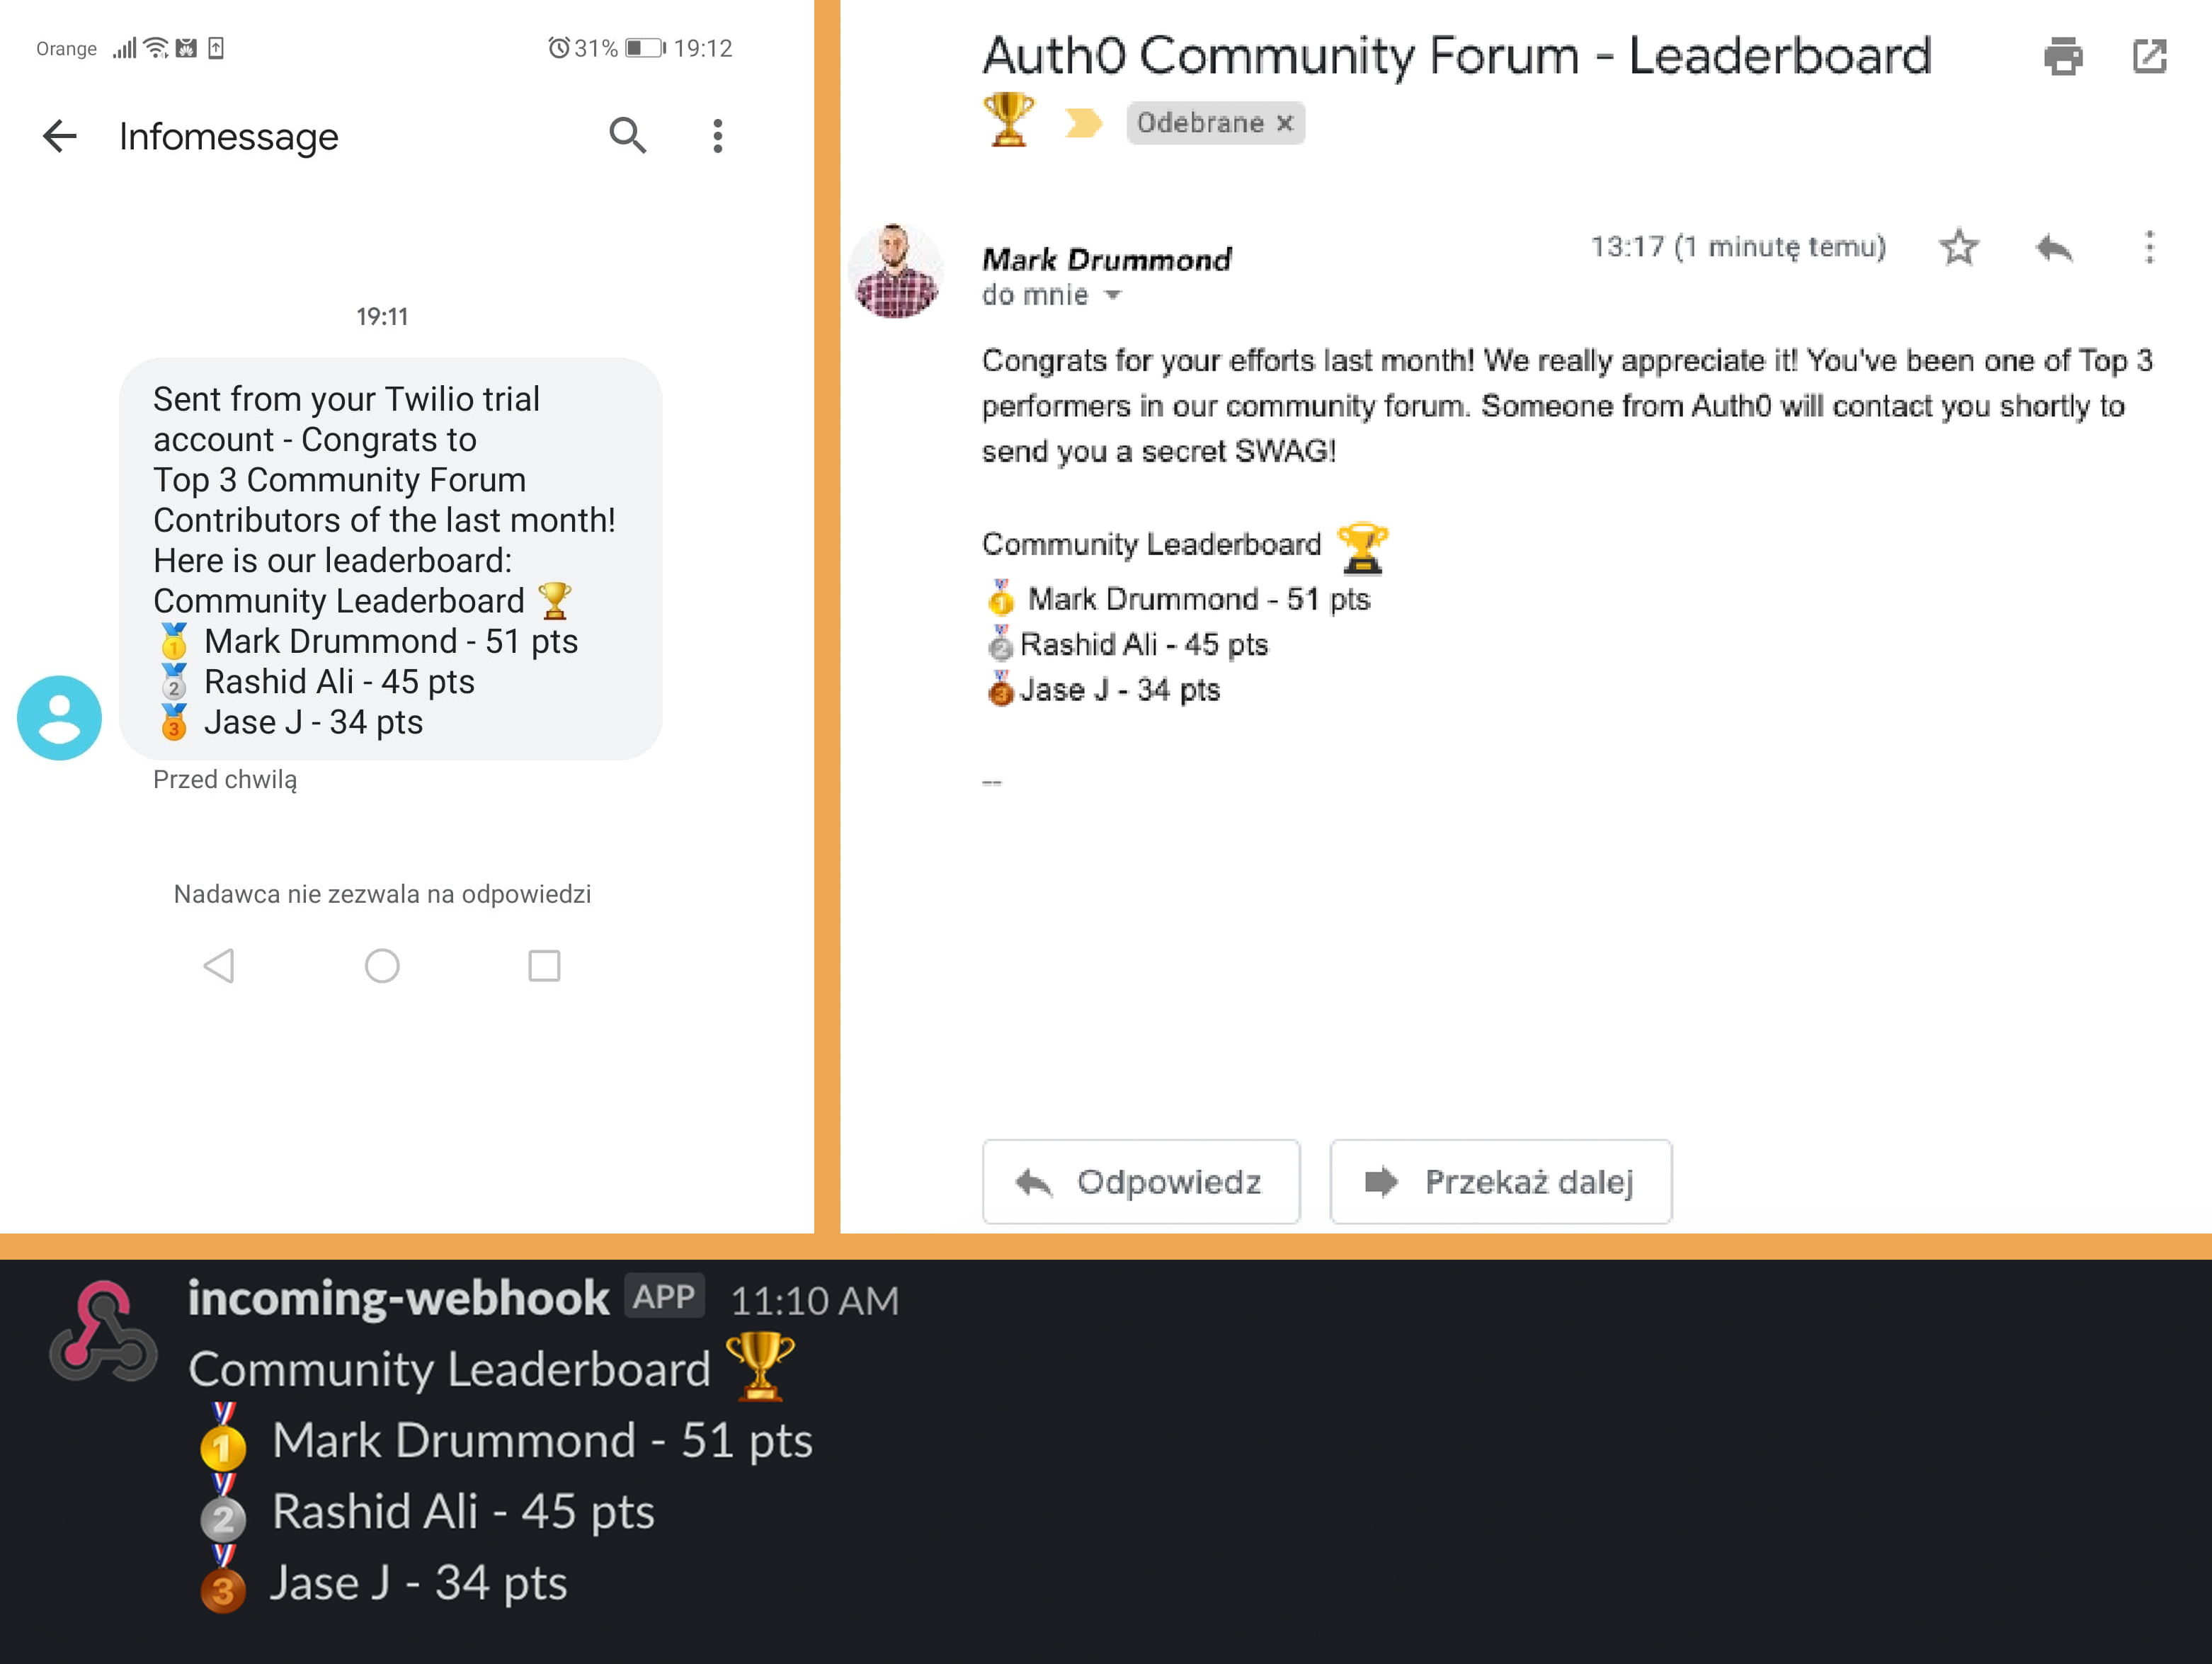 Orange 31% 19:12
Infomessage
19:11
Sent from your Twilio trial
account - Congrats to
Top 3 Community Forum
Contributors of the last month!
Here is our leaderboard:
Community Leaderboard 🏆
🥇 Mark Drummond - 51 pts
🥈 Rashid Ali - 45 pts
🥉 Jase J - 34 pts
Przed chwilą
Nadawca nie zezwala na odpowiedzi
Auth0 Community Forum - Leaderboard
🏆 Odebrane ×
Mark Drummond 13:17 (1 minutę temu)
do mnie
Congrats for your efforts last month! We really appreciate it! You've been one of Top 3
performers in our community forum. Someone from Auth0 will contact you shortly to
send you a secret SWAG!
Community Leaderboard 🏆
🥇 Mark Drummond - 51 pts
🥈 Rashid Ali - 45 pts
🥉 Jase J - 34 pts
--
Odpowiedz Przekaż dalej
incoming-webhook APP 11:10 AM
Community Leaderboard 🏆
🥇 Mark Drummond - 51 pts
🥈 Rashid Ali - 45 pts
🥉 Jase J - 34 pts